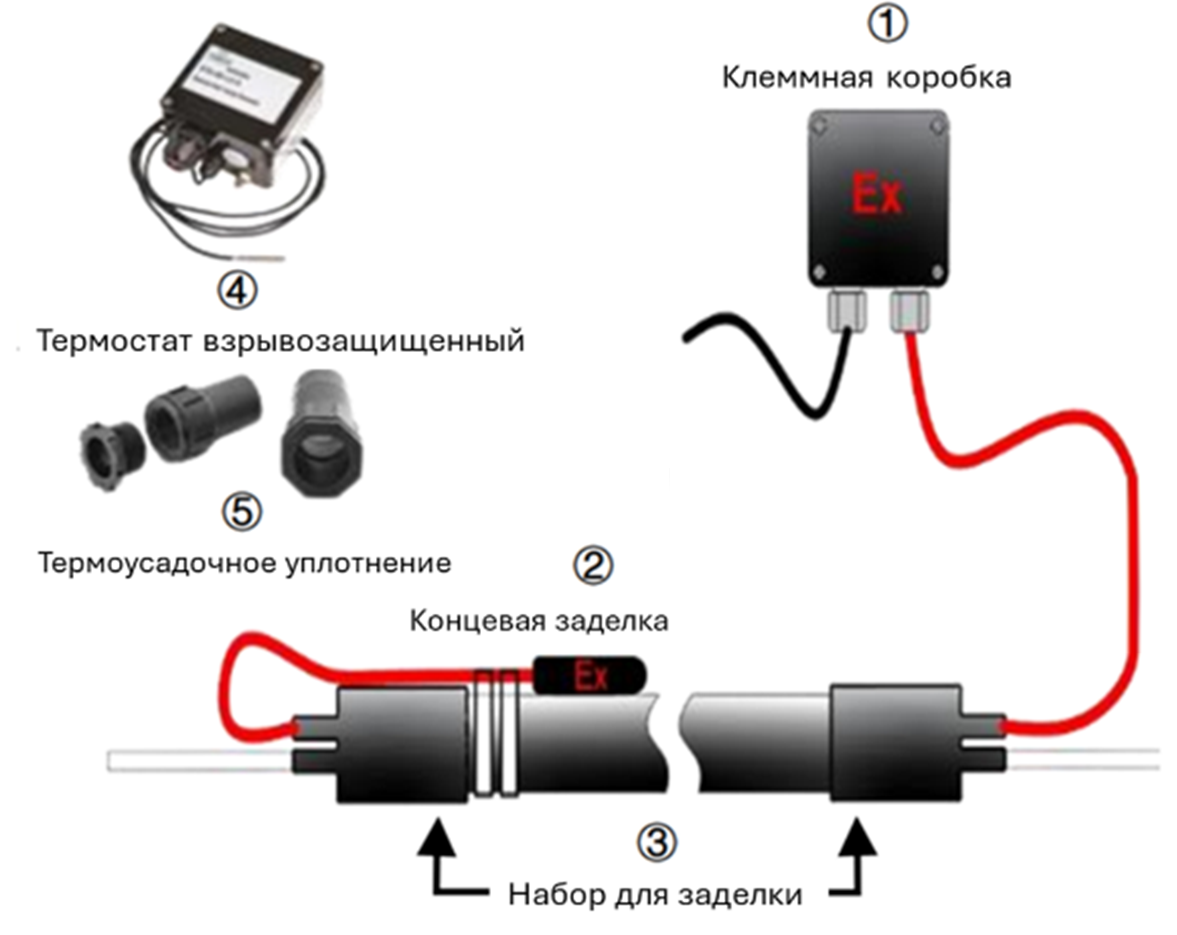 ①
Клеммная коробка
Ex
④
Термостат взрывозащищенный
⑤
Термоусадочное уплотнение
②
Концевая заделка
Ex
③
Набор для заделки